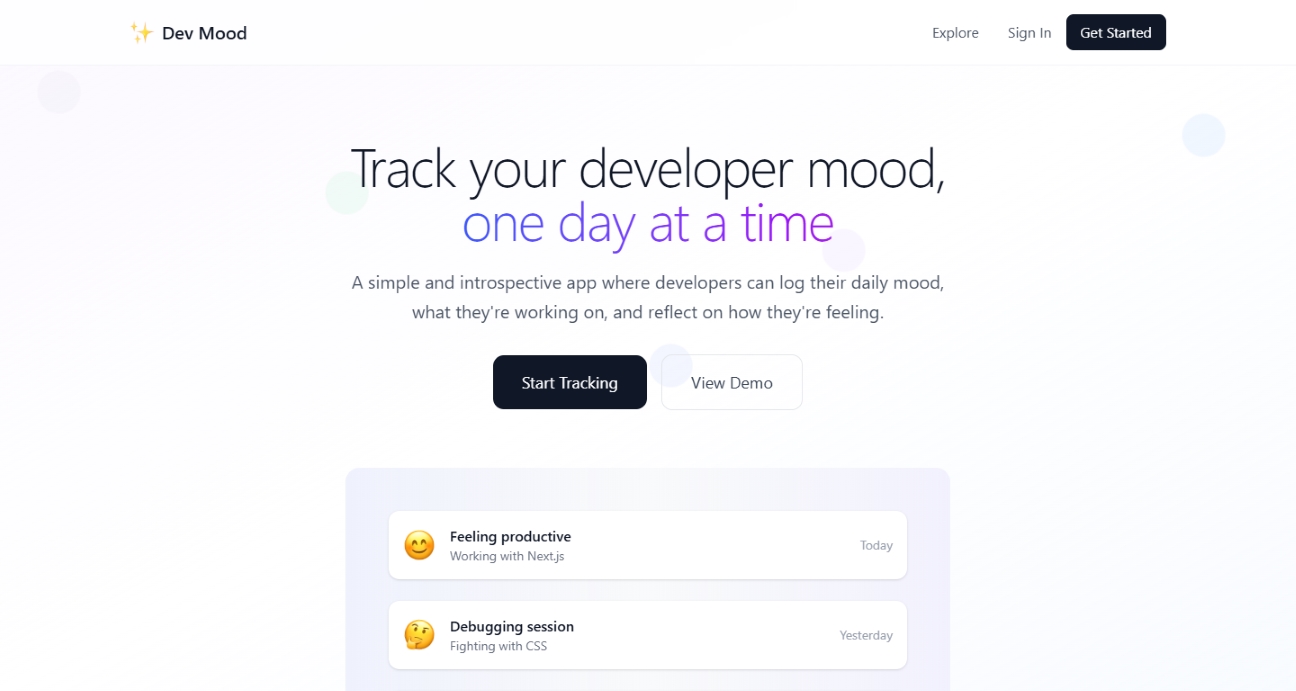 ✨ Dev Mood
Explore
Sign In
Get Started
Track your developer mood,
one day at a time
A simple and introspective app where developers can log their daily mood,
what they're working on, and reflect on how they're feeling.
Start Tracking
View Demo
😊
Feeling productive
Working with Next.js
Today
🤔
Debugging session
Fighting with CSS
Yesterday